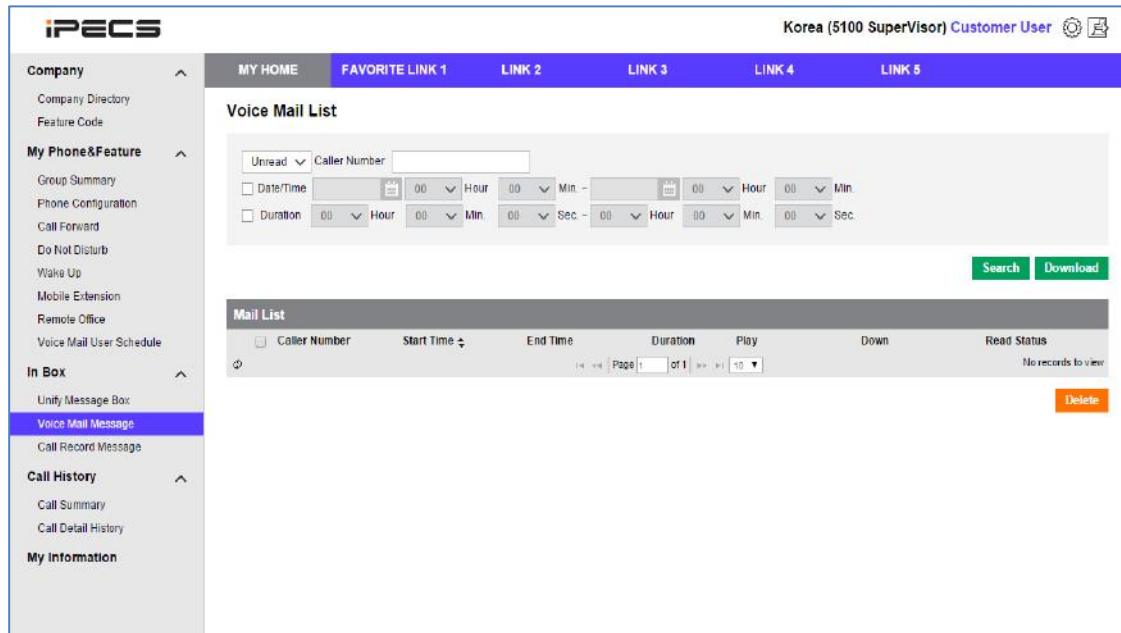 iPECS
Korea (5100 SuperVisor) Customer User
Company
Company Directory
Feature Code
My Phone&Feature
Group Summary
Phone Configuration
Call Forward
Do Not Disturb
Wake Up
Mobile Extension
Remote Office
Voice Mail User Schedule
In Box
Unify Message Box
Voice Mail Message
Call Record Message
Call History
Call Summary
Call Detail History
My Information
MY HOME FAVORITE LINK 1 LINK 2 LINK 3 LINK 4 LINK 5
Voice Mail List
Unread Caller Number
Date/Time 00 Hour 00 Min. – 00 Hour 00 Min.
Duration 00 Hour 00 Min. 00 Sec. – 00 Hour 00 Min. 00 Sec.
Search Download
Mail List
Caller Number Start Time End Time Duration Play Down Read Status
Page 1 of 1 10 No records to view
Delete